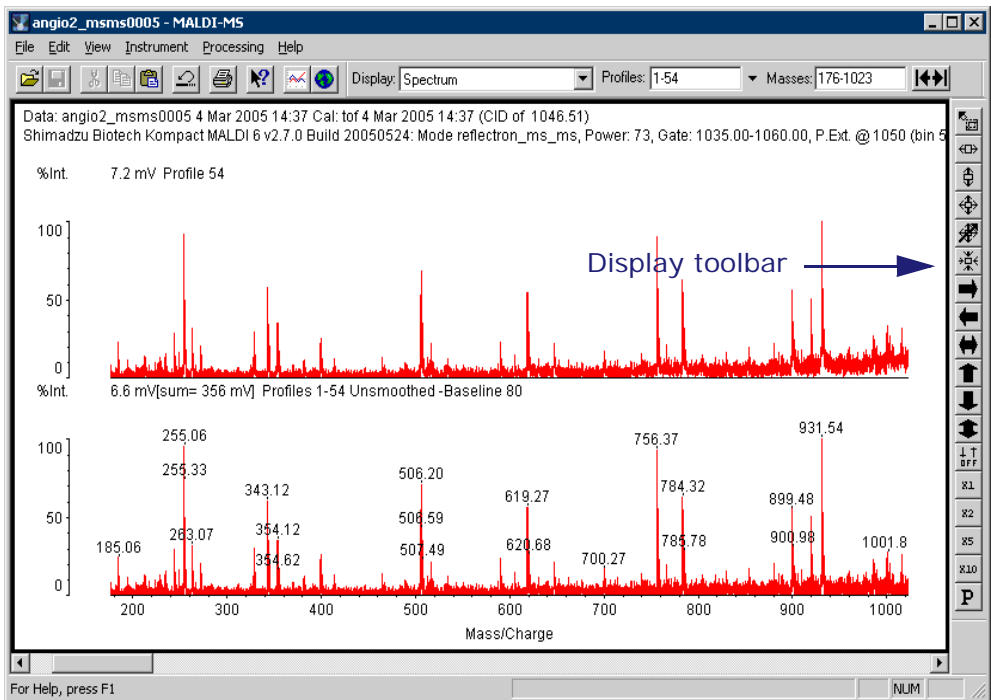 angio2_msms0005 - MALDI-MS
File Edit View Instrument Processing Help
Display: Spectrum Profiles: 1-54 Masses: 176-1023
Data: angio2_msms0005 4 Mar 2005 14:37 Cal: tof 4 Mar 2005 14:37 (CID of 1046.51)
Shimadzu Biotech Kompact MALDI 6 v2.7.0 Build 20050524: Mode reflectron_ms_ms, Power: 73, Gate: 1035.00-1060.00, P.Ext. @ 1050 (bin 5
%Int. 7.2 mV Profile 54
100
Display toolbar
50
0
%Int. 6.6 mV[sum= 356 mV] Profiles 1-54 Unsmoothed -Baseline 80
931.54
255.06 756.37
100
255.33 506.20
343.12 619.27 784.32
899.48
50 506.59
263.07 354.12 900.98
185.06 507.49 620.68 785.78 1001.8
354.62 700.27
0
200 300 400 500 600 700 800 900 1000
Mass/Charge
OFF
X1
X2
X5
X10
P
For Help, press F1 NUM